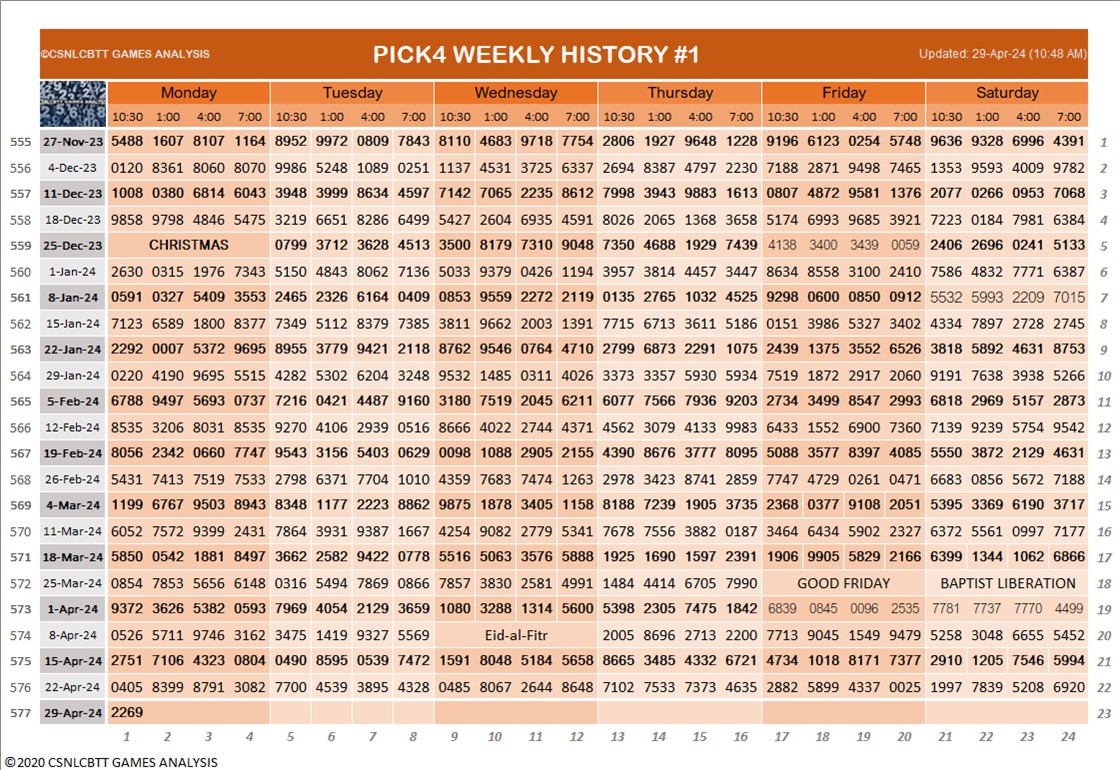 ©CSNLCBTT GAMES ANALYSIS PICK4 WEEKLY HISTORY #1 Updated: 29-Apr-24 (10:48 AM)
Monday Tuesday Wednesday Thursday Friday Saturday
10:30 1:00 4:00 7:00 10:30 1:00 4:00 7:00 10:30 1:00 4:00 7:00 10:30 1:00 4:00 7:00 10:30 1:00 4:00 7:00 10:30 1:00 4:00 7:00
555 27-Nov-23 5488 1607 8107 1164 8952 9972 0809 7843 8110 4683 9718 7754 2806 1927 9648 1228 9196 6123 0254 5748 9636 9328 6996 4391 1
556 4-Dec-23 0120 8361 8060 8070 9986 5248 1089 0251 1137 4531 3725 6337 2694 8387 4797 2230 7188 2871 9498 7465 1353 9593 4009 9782 2
557 11-Dec-23 1008 0380 6814 6043 3948 3999 8634 4597 7142 7065 2235 8612 7998 3943 9883 1613 0807 4872 9581 1376 2077 0266 0953 7068 3
558 18-Dec-23 9858 9798 4846 5475 3219 6651 8286 6499 5427 2604 6935 4591 8026 2065 1368 3658 5174 6993 9685 3921 7223 0184 7981 6384 4
559 25-Dec-23 CHRISTMAS 0799 3712 3628 4513 3500 8179 7310 9048 7350 4688 1929 7439 4138 3400 3439 0059 2406 2696 0241 5133 5
560 1-Jan-24 2630 0315 1976 7343 5150 4843 8062 7136 5033 9379 0426 1194 3957 3814 4457 3447 8634 8558 3100 2410 7586 4832 7771 6387 6
561 8-Jan-24 0591 0327 5409 3553 2465 2326 6164 0409 0853 9559 2272 2119 0135 2765 1032 4525 9298 0600 0850 0912 5532 5993 2209 7015 7
562 15-Jan-24 7123 6589 1800 8377 7349 5112 8379 7385 3811 9662 2003 1391 7715 6713 3611 5186 0151 3986 5327 3402 4334 7897 2728 2745 8
563 22-Jan-24 2292 0007 5372 9695 8955 3779 9421 2118 8762 9546 0764 4710 2799 6873 2291 1075 2439 1375 3552 6526 3818 5892 4631 8753 9
564 29-Jan-24 0220 4190 9695 5515 4282 5302 6204 3248 9532 1485 0311 4026 3373 3357 5930 5934 7519 1872 2917 2060 9191 7638 3938 5266 10
565 5-Feb-24 6788 9497 5693 0737 7216 0421 4487 9160 3180 7519 2045 6211 6077 7566 7936 9203 2734 3499 8547 2993 6818 2969 5157 2873 11
566 12-Feb-24 8535 3206 8031 8535 9270 4106 2939 0516 8666 4022 2744 4371 4562 3079 4133 9983 6433 1552 6900 7360 7139 9239 5754 9542 12
567 19-Feb-24 8056 2342 0660 7747 9543 3156 5403 0629 0098 1088 2905 2155 4390 8676 3777 8095 5088 3577 8397 4085 5550 3872 2129 4631 13
568 26-Feb-24 5431 7413 7519 7533 2798 6371 7704 1010 4359 7683 7474 1263 2978 3423 8741 2859 7747 4729 0261 0471 6683 0856 5672 7188 14
569 4-Mar-24 1199 6767 9503 8943 8348 1177 2223 8862 9875 1878 3405 1158 8188 7239 1905 3735 2368 0377 9108 2051 5395 3369 6190 3717 15
570 11-Mar-24 6052 7572 9399 2431 7864 3931 9387 1667 4254 9082 2779 5341 7678 7556 3882 0187 3464 6434 5902 2327 6372 5561 0997 7177 16
571 18-Mar-24 5850 0542 1881 8497 3662 2582 9422 0778 5516 5063 3576 5888 1925 1690 1597 2391 1906 9905 5829 2166 6399 1344 1062 6866 17
572 25-Mar-24 0854 7853 5656 6148 0316 5494 7869 0866 7857 3830 2581 4991 1484 4414 6705 7990 GOOD FRIDAY BAPTIST LIBERATION 18
573 1-Apr-24 9372 3626 5382 0593 7969 4054 2129 3659 1080 3288 1314 5600 5398 2305 7475 1842 6839 0845 0096 2535 7781 7737 7770 4499 19
574 8-Apr-24 0526 5711 9746 3162 3475 1419 9327 5569 Eid-al-Fitr 2005 8696 2713 2200 7713 9045 1549 9479 5258 3048 6655 5452 20
575 15-Apr-24 2751 7106 4323 0804 0490 8595 0539 7472 1591 8048 5184 5658 8665 3485 4332 6721 4734 1018 8171 7377 2910 1205 7546 5994 21
576 22-Apr-24 0405 8399 8791 3082 7700 4539 3895 4328 0485 8067 2644 8648 7102 7533 7373 4635 2882 5899 4337 0025 1997 7839 5208 6920 22
577 29-Apr-24 2269 23
1 2 3 4 5 6 7 8 9 10 11 12 13 14 15 16 17 18 19 20 21 22 23 24
©2020 CSNLCBTT GAMES ANALYSIS